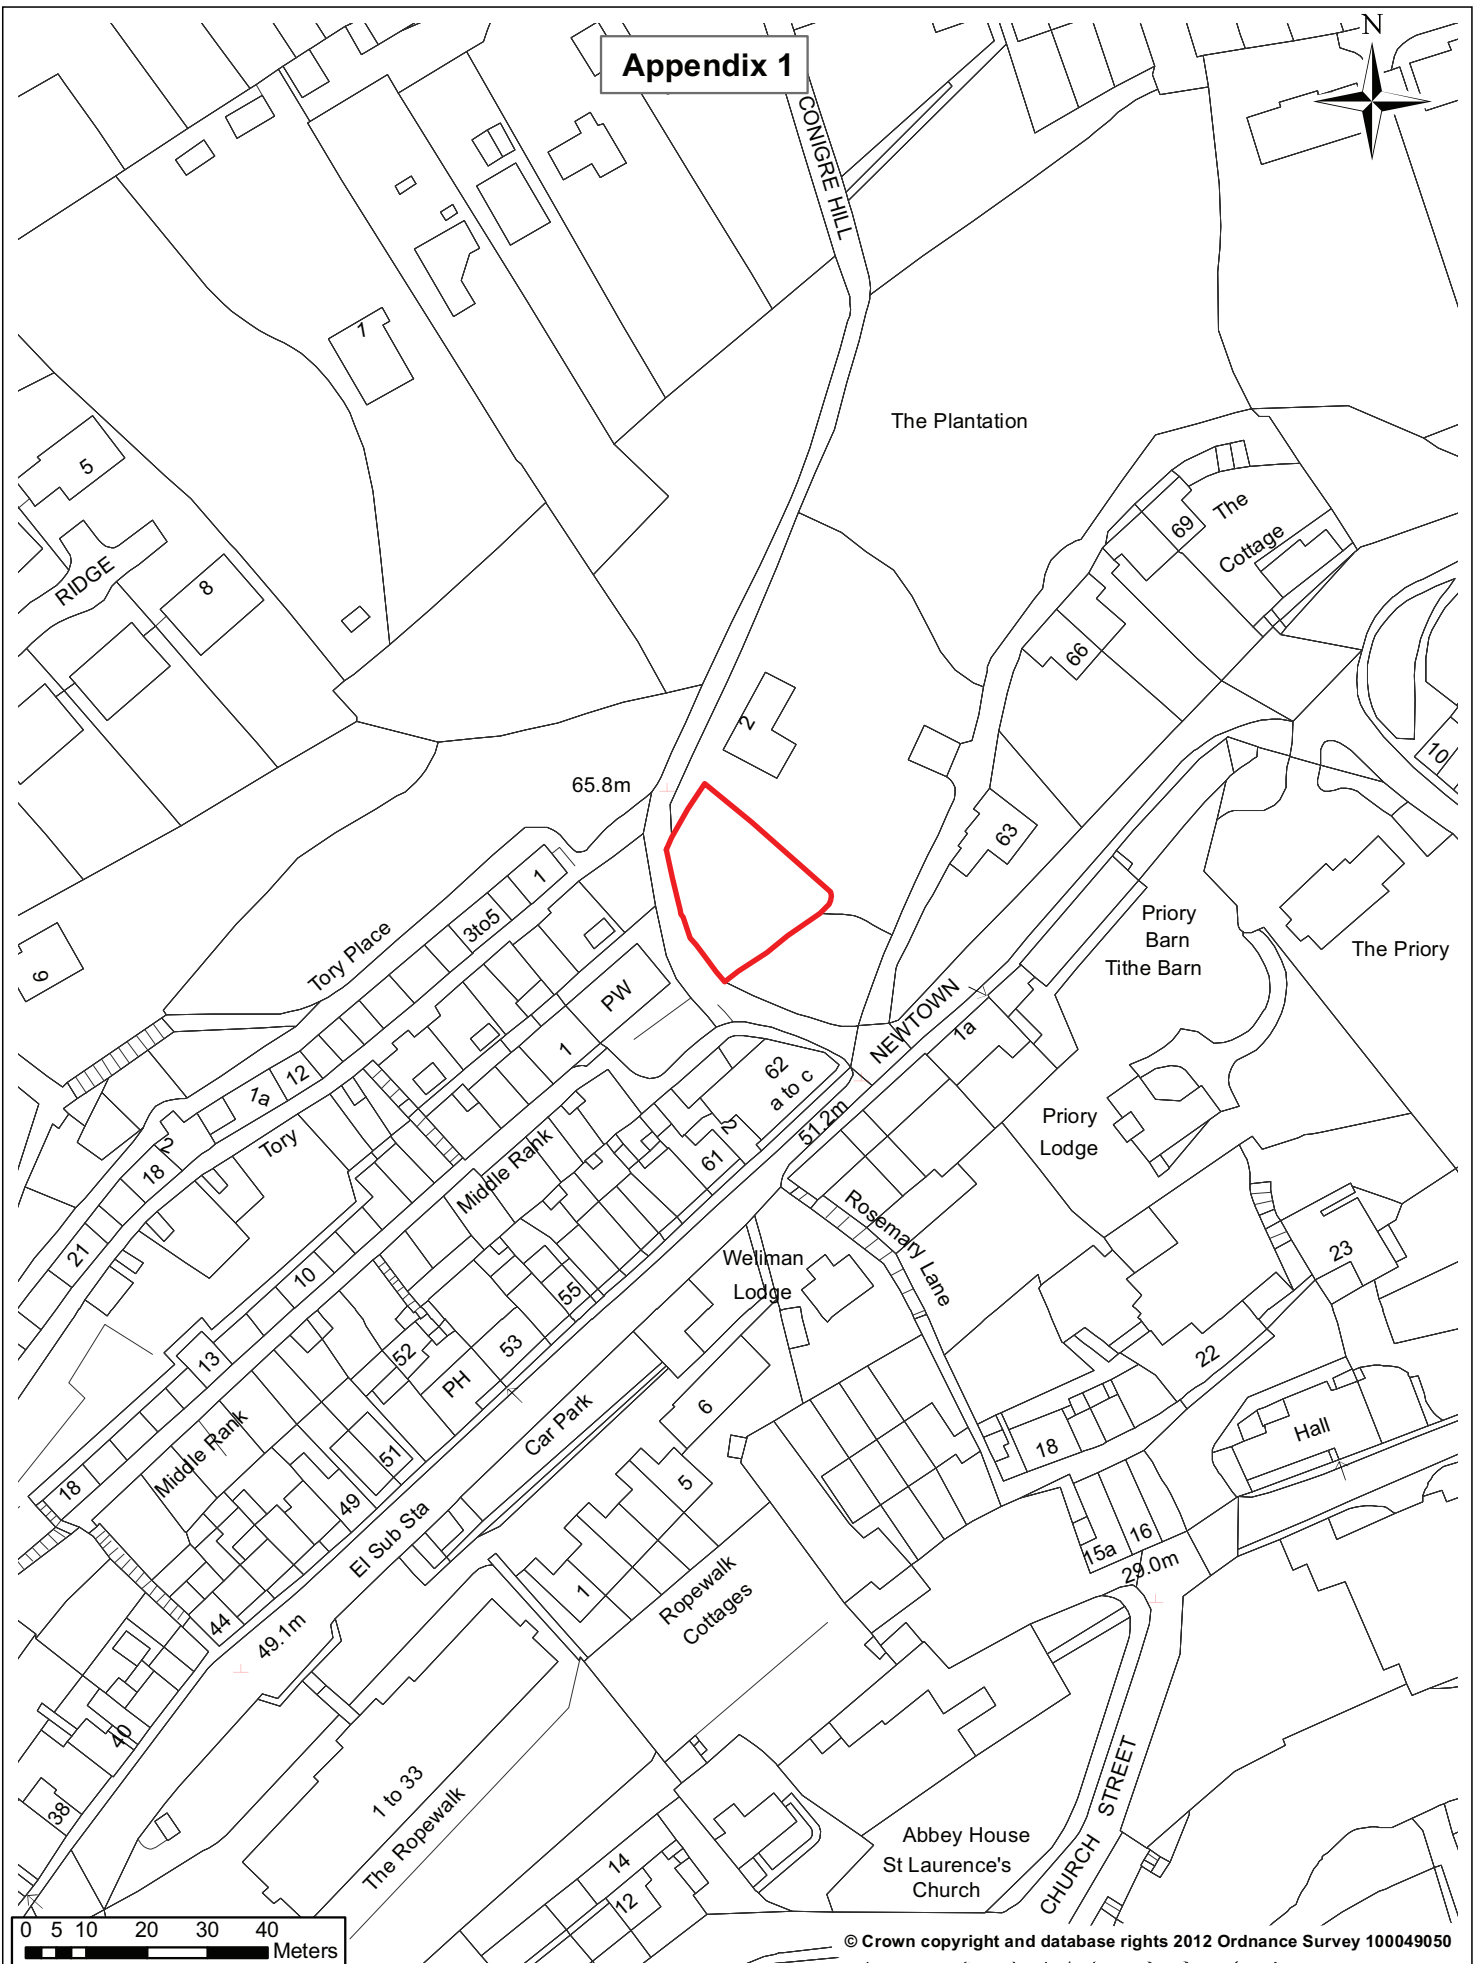 Appendix 1
N
CONIGRE HILL
1
The Plantation
5
RIDGE
8
69
The
Cottage
66
2
10
65.8m
63
1
3to5
Tory Place
6
Priory
Barn
Tithe Barn
The Priory
PW
NEWTOWN
1a
1
62
a to c
12
1a
2
51.2m
Priory
Lodge
Tory
18
2
61
Middle Rank
Rosemary Lane
21
10
Wellman
Lodge
55
23
53
52
13
PH
22
6
Car Park
Hall
Middle Rank
51
18
18
5
49
El Sub Sta
16
15a
29.0m
1
Ropewalk
Cottages
44
49.1m
40
38
1 to 33
The Ropewalk
CHURCH STREET
Abbey House
St Laurence's
Church
14
12
0 5 10 20 30 40
Meters
© Crown copyright and database rights 2012 Ordnance Survey 100049050